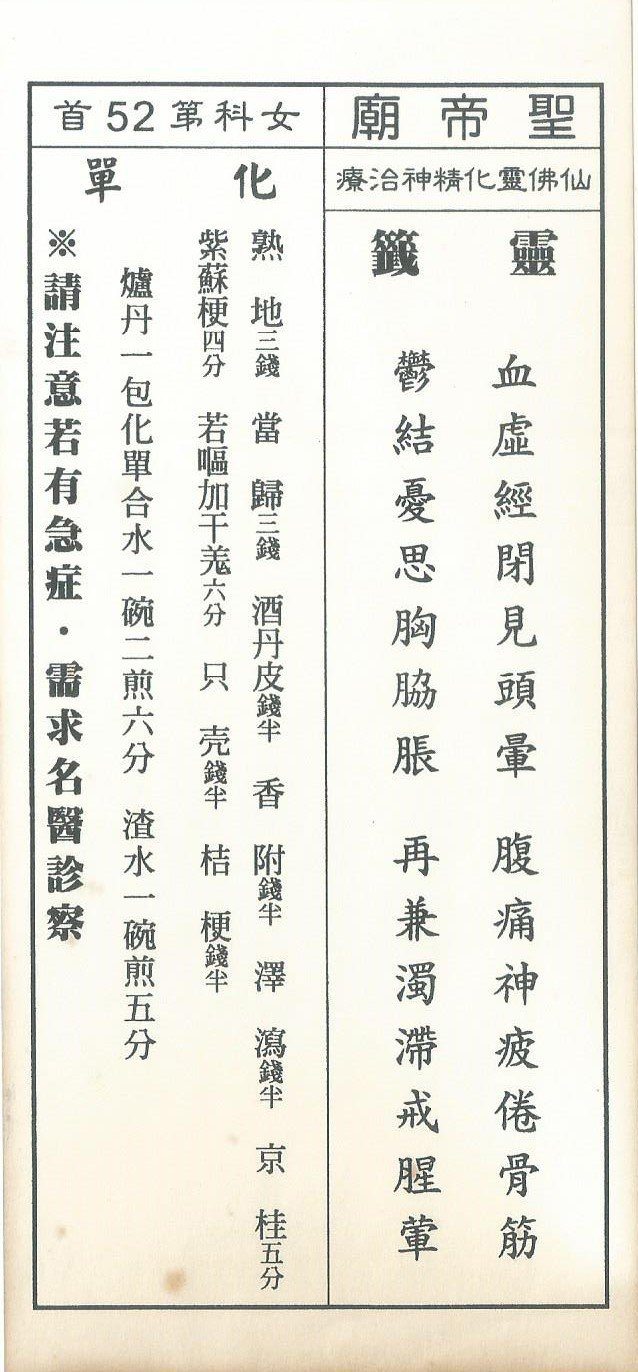 聖帝廟
仙佛靈化精神治療
靈籤
血虛經閉見頭暈　腹痛神疲倦骨筋
鬱結憂思胸脇脹　再兼濁滯戒腥葷
女科第52首
化單
熟地三錢　當歸三錢　酒丹皮錢半　香附錢半　澤瀉錢半　京桂五分
紫蘇梗四分　若嘔加干羗六分　只壳錢半　桔梗錢半
爐丹一包化單合水一碗二煎六分　渣水一碗煎五分
※請注意若有急症．需求名醫診察